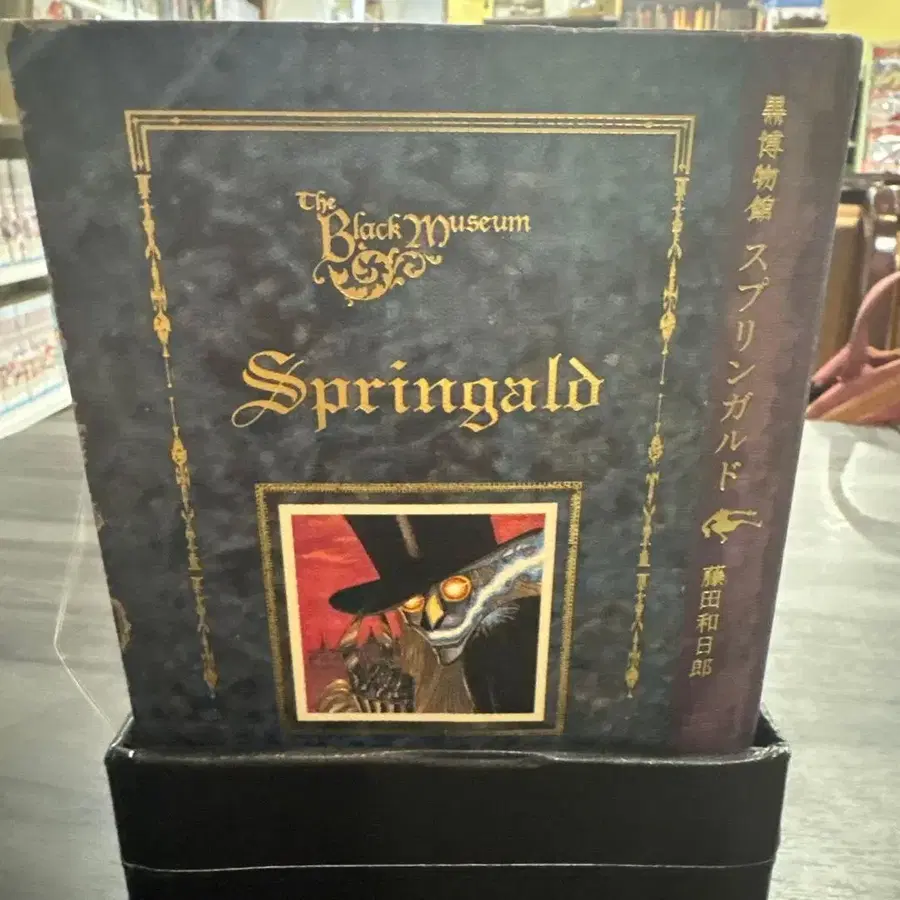 The
Black Museum
Springald
黒博物館 スプリンガルド
藤田和日郎